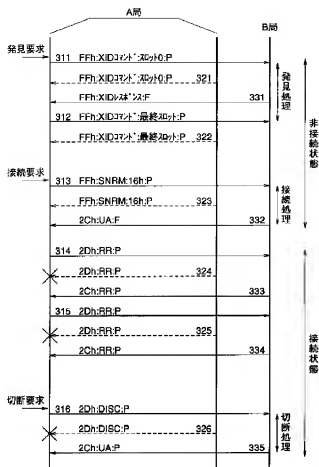 A局
B局
発見要求
311 FFh:XIDコマンド:スロット0:P
FFh:XIDコマンド:スロット0:P 321
FFh:XIDレスポンス:F 331
312 FFh:XIDコマンド:最終スロット:P
FFh:XIDコマンド:最終スロット:P 322
発見処理
非接続状態
接続要求
313 FFh:SNRM:16h:P
FFh:SNRM:16h:P 323
2Ch:UA:F 332
接続処理
314 2Dh:RR:P
2Dh:RR:P 324
2Ch:RR:P 333
315 2Dh:RR:P
2Dh:RR:P 325
2Ch:RR:P 334
接続状態
切断要求
316 2Dh:DISC:P
2Dh:DISC:P 326
2Ch:UA:P 335
切断処理